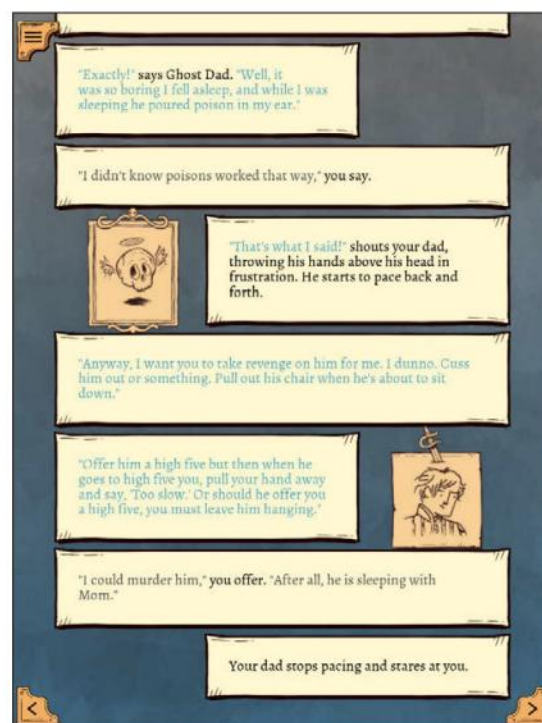 "Exactly!" says Ghost Dad. "Well, it
was so boring I fell asleep, and while I was
sleeping he poured poison in my ear."
"I didn't know poisons worked that way," you say.
"That's what I said!" shouts your dad,
throwing his hands above his head in
frustration. He starts to pace back and
forth.
"Anyway, I want you to take revenge on him for me. I dunno. Cuss
him out or something. Pull out his chair when he's about to sit
down."
"Offer him a high five but then when he
goes to high five you, pull your hand away
and say, 'Too slow.' Or should he offer you
a high five, you must leave him hanging."
"I could murder him," you offer. "After all, he is sleeping with
Mom."
Your dad stops pacing and stares at you.